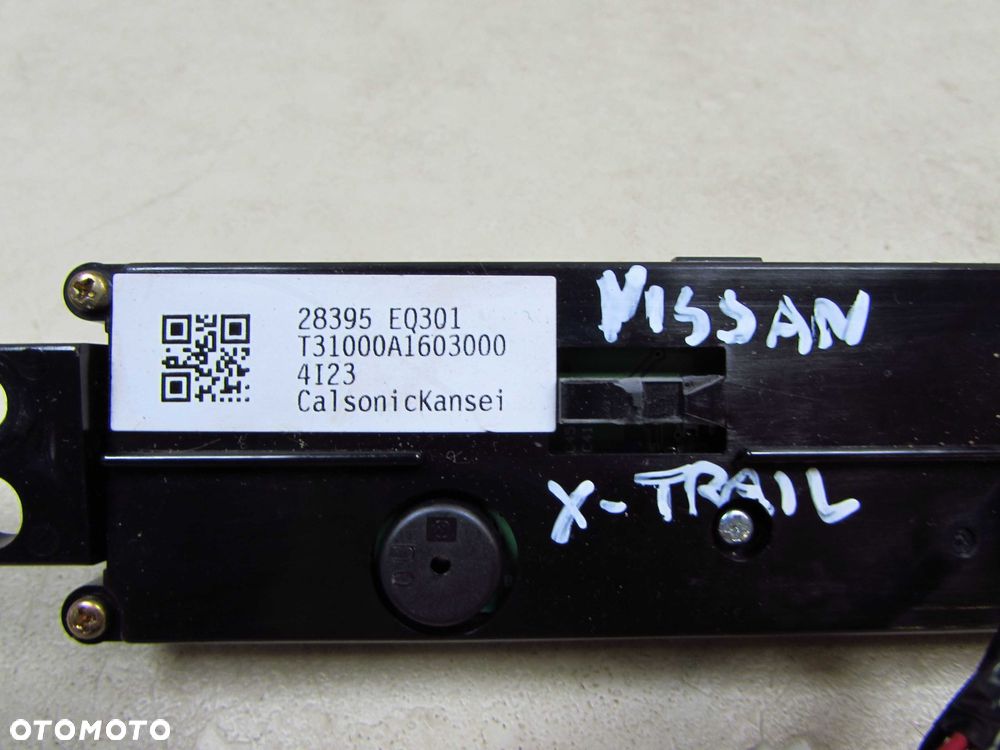 28395 EQ301
T31000A1603000
4I23
CalsonicKansei
NISSAN
X-TRAIL
OTOMOTO